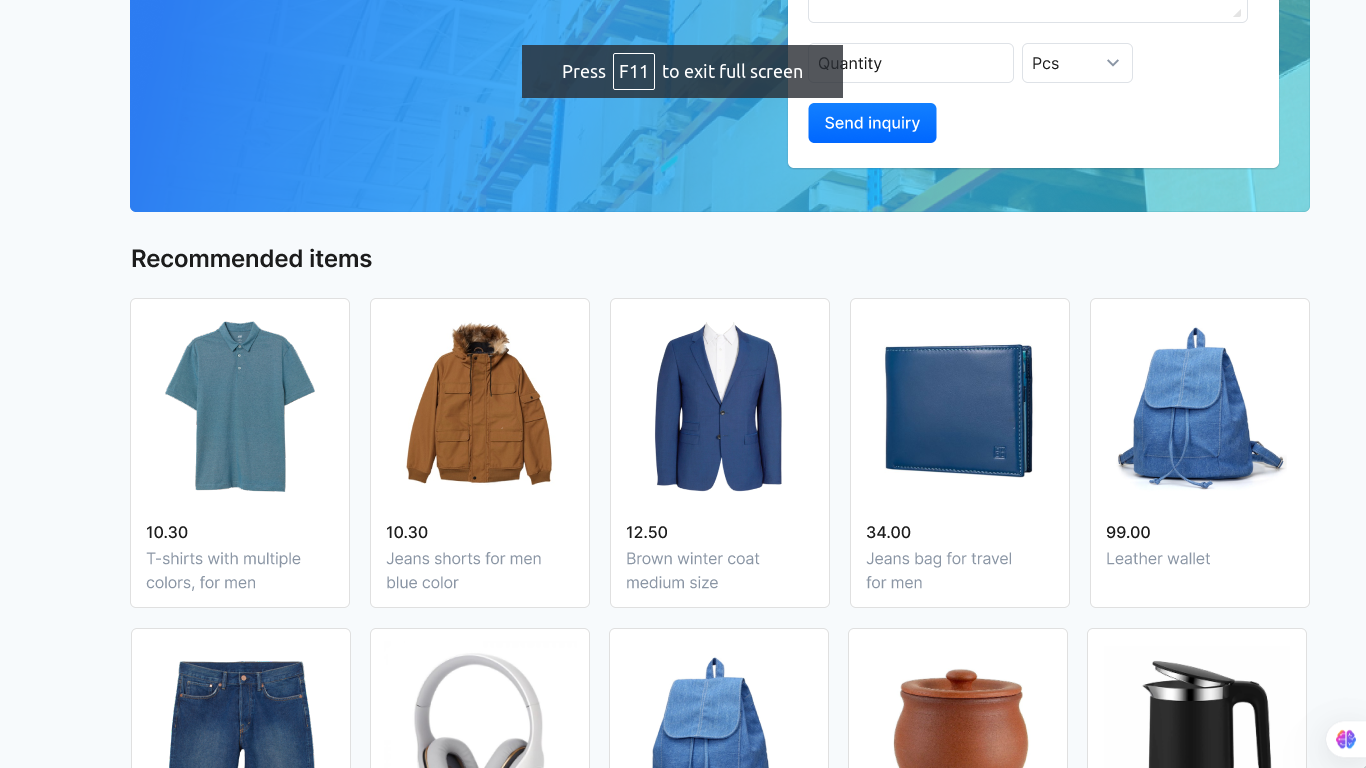 Quantity
Pcs
Press F11 to exit full screen
Send inquiry
Recommended items
10.30
T-shirts with multiple
colors, for men
10.30
Jeans shorts for men
blue color
12.50
Brown winter coat
medium size
34.00
Jeans bag for travel
for men
99.00
Leather wallet